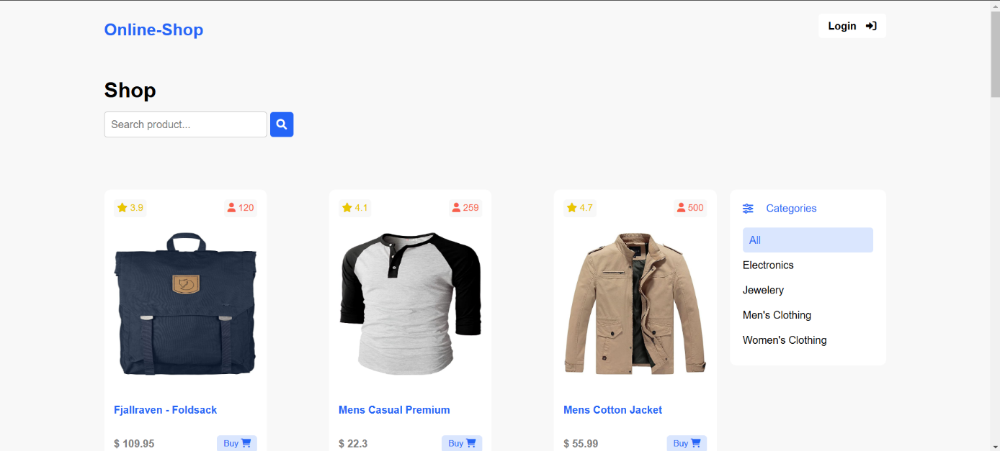 Online-Shop
Login
Shop
Search product...
3.9
120
4.1
259
4.7
500
Categories
All
Electronics
Jewelery
Men's Clothing
Women's Clothing
Fjallraven - Foldsack
Mens Casual Premium
Mens Cotton Jacket
$ 109.95
Buy
$ 22.3
Buy
$ 55.99
Buy